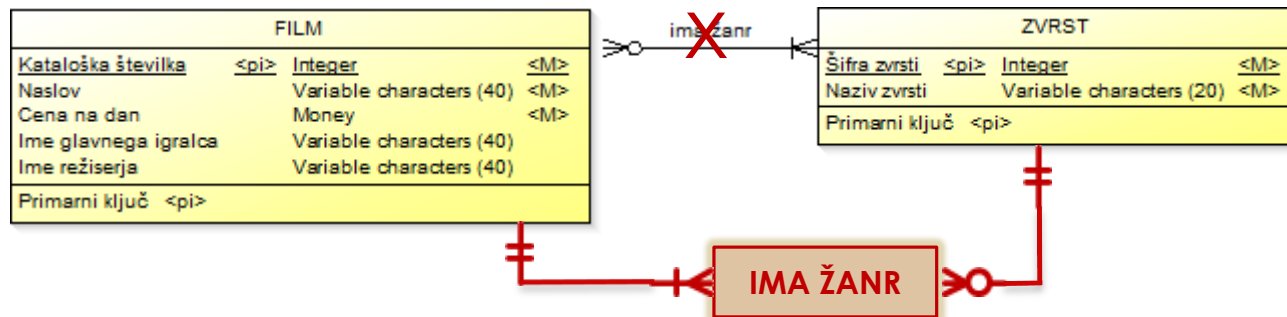 FILM
Kataloška številka <pi> Integer <M>
Naslov Variable characters (40) <M>
Cena na dan Money <M>
Ime glavnega igralca Variable characters (40)
Ime režiserja Variable characters (40)
Primarni ključ <pi>
ima žanr
ZVRST
Šifra zvrsti <pi> Integer <M>
Naziv zvrsti Variable characters (20) <M>
Primarni ključ <pi>
IMA ŽANR